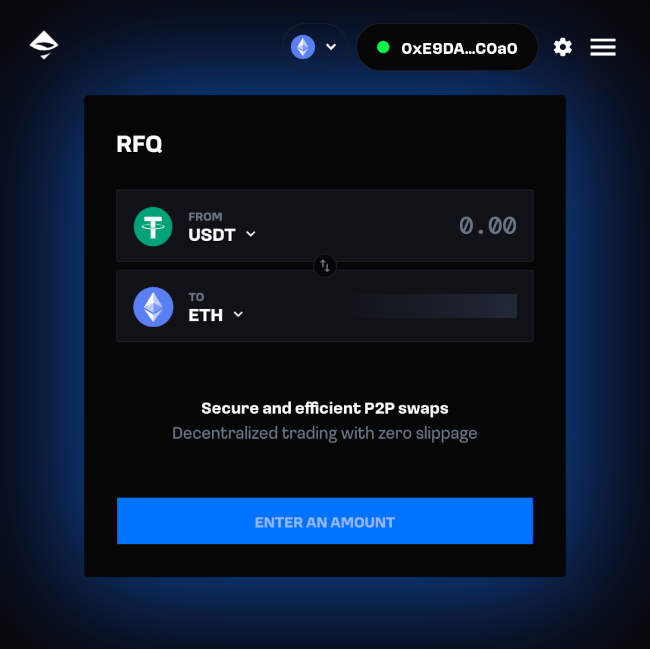 0xE9DA...C0a0
RFQ
FROM
USDT
0.00
TO
ETH
Secure and efficient P2P swaps
Decentralized trading with zero slippage
ENTER AN AMOUNT